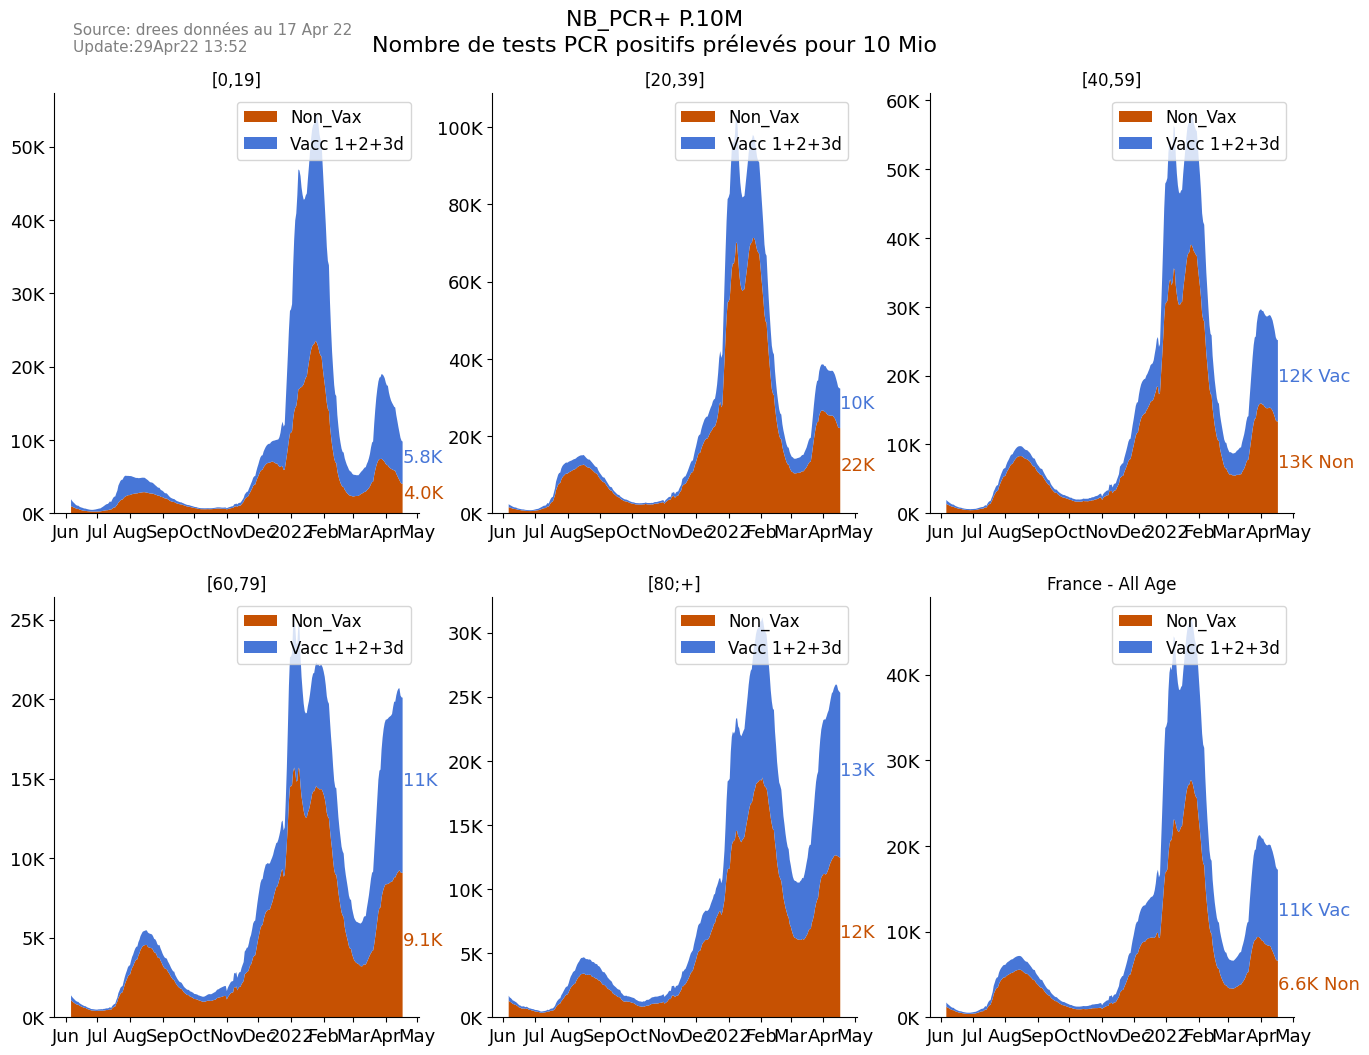 NB_PCR+ P.10M
Source: drees données au 17 Apr 22
Nombre de tests PCR positifs prélevés pour 10 Mio
Update:29Apr22 13:52
[0,19]
Non_Vax
Vacc 1+2+3d
50K
40K
30K
20K
10K
0K
5.8K
4.0K
Jun Jul Aug Sep Oct Nov Dec 2022 Feb Mar Apr May
[20,39]
Non_Vax
Vacc 1+2+3d
100K
80K
60K
40K
20K
0K
10K
22K
Jun Jul Aug Sep Oct Nov Dec 2022 Feb Mar Apr May
[40,59]
Non_Vax
Vacc 1+2+3d
60K
50K
40K
30K
20K
10K
0K
12K Vac
13K Non
Jun Jul Aug Sep Oct Nov Dec 2022 Feb Mar Apr May
[60,79]
Non_Vax
Vacc 1+2+3d
25K
20K
15K
10K
5K
0K
11K
9.1K
Jun Jul Aug Sep Oct Nov Dec 2022 Feb Mar Apr May
[80;+]
Non_Vax
Vacc 1+2+3d
30K
25K
20K
15K
10K
5K
0K
13K
12K
Jun Jul Aug Sep Oct Nov Dec 2022 Feb Mar Apr May
France - All Age
Non_Vax
Vacc 1+2+3d
40K
30K
20K
10K
0K
11K Vac
6.6K Non
Jun Jul Aug Sep Oct Nov Dec 2022 Feb Mar Apr May